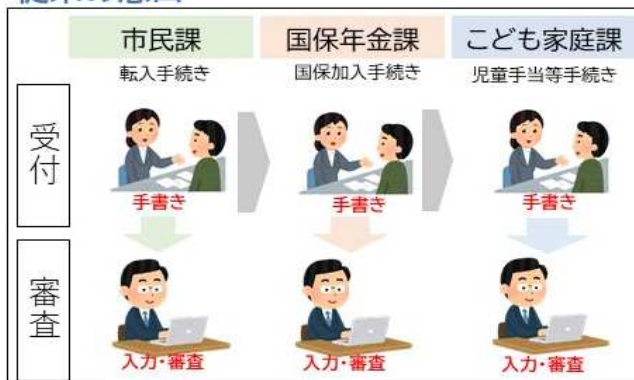 市民課 国保年金課 こども家庭課
転入手続き 国保加入手続き 児童手当等手続き
受付
手書き 手書き 手書き
審査
入力・審査 入力・審査 入力・審査